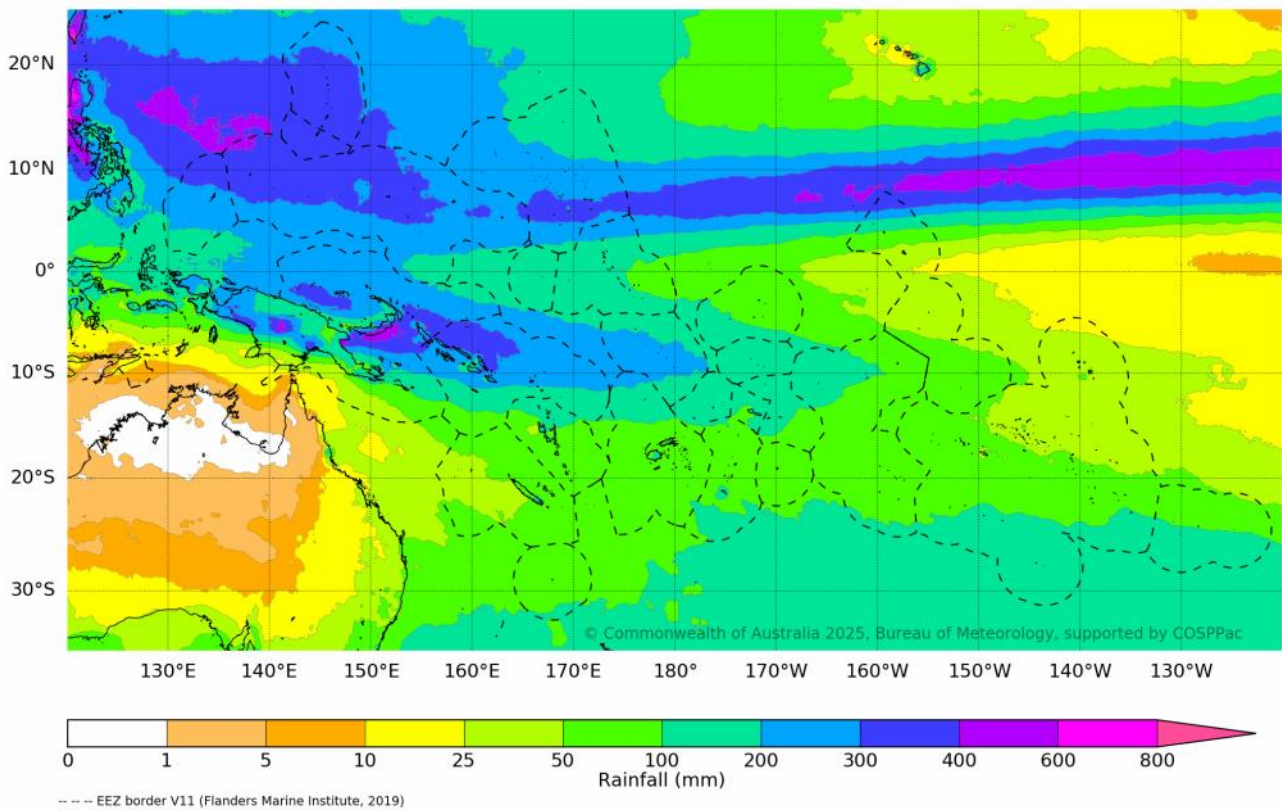 20°N
10°N
0°
10°S
20°S
30°S
© Commonwealth of Australia 2025, Bureau of Meteorology, supported by COSPPac
130°E 140°E 150°E 160°E 170°E 180° 170°W 160°W 150°W 140°W 130°W
0 1 5 10 25 50 100 200 300 400 600 800
Rainfall (mm)
-- -- -- EEZ border V11 (Flanders Marine Institute, 2019)